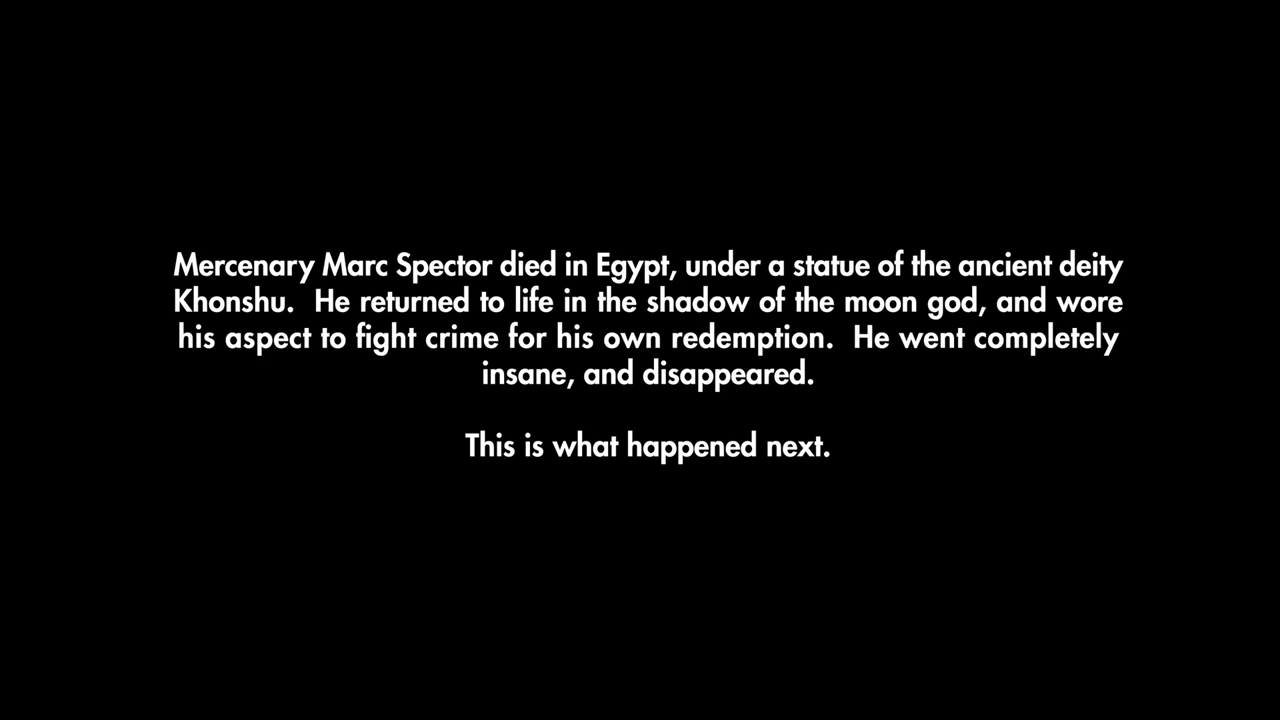 Mercenary Marc Spector died in Egypt, under a statue of the ancient deity
Khonshu.  He returned to life in the shadow of the moon god, and wore
his aspect to fight crime for his own redemption.  He went completely
insane, and disappeared.
This is what happened next.